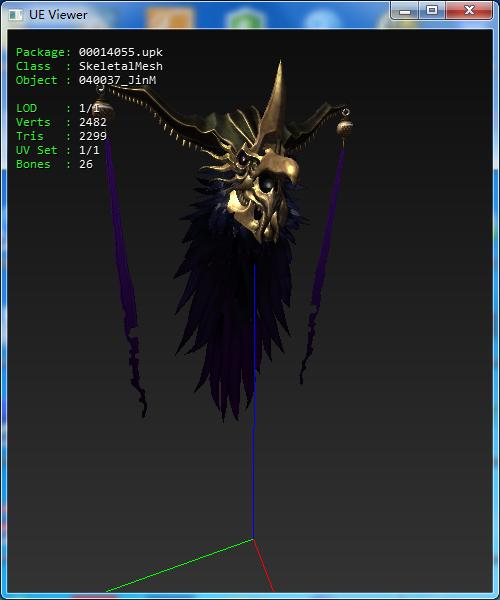 UE Viewer
Package: 00014055.upk
Class : SkeletalMesh
Object : 040037_JinM
LOD : 1/1
Verts : 2482
Tris : 2299
UV Set : 1/1
Bones : 26